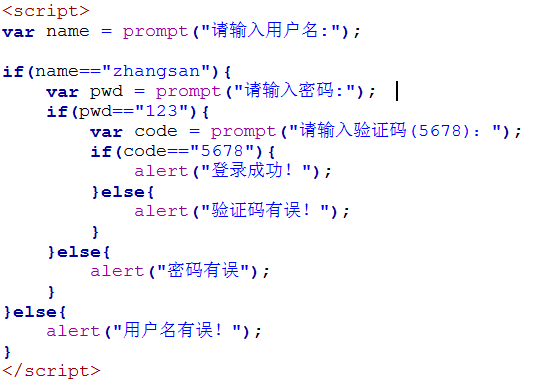 <script>
var name = prompt("请输入用户名:");
if(name=="zhangsan"){
    var pwd = prompt("请输入密码:");
    if(pwd=="123"){
        var code = prompt("请输入验证码(5678): ");
        if(code=="5678"){
            alert("登录成功! ");
        }else{
            alert("验证码有误! ");
        }
    }else{
        alert("密码有误");
    }
}else{
    alert("用户名有误! ");
}
</script>